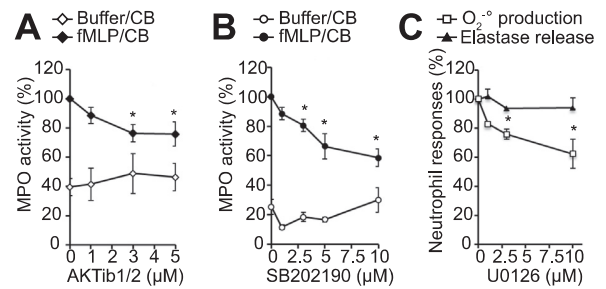 A
Buffer/CB
fMLP/CB
MPO activity (%)
120
100
80
60
40
20
0
* *
0 1 2 3 4 5
AKTib1/2 (µM)
B
Buffer/CB
fMLP/CB
MPO activity (%)
120
100
80
60
40
20
0
* * *
0 2.5 5 7.5 10
SB202190 (µM)
C
O2-° production
Elastase release
Neutrophil responses (%)
120
100
80
60
40
20
0
* *
0 2.5 5 7.5 10
U0126 (µM)